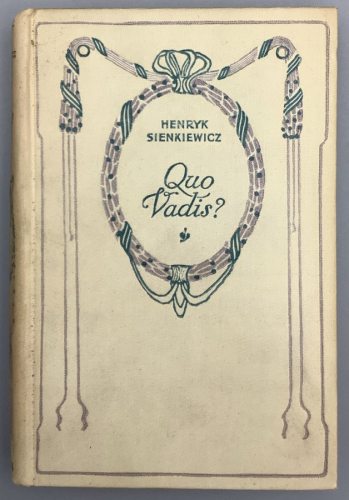 HENRYK
SIENKIEWICZ
Quo
Vadis?